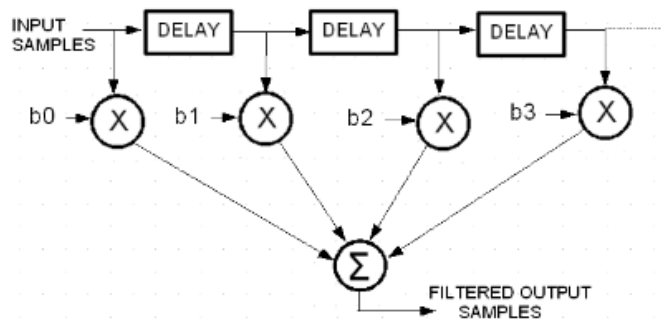 INPUT
SAMPLES
DELAY
DELAY
DELAY
b0
X
b1
X
b2
X
b3
X
Σ
FILTERED OUTPUT
SAMPLES